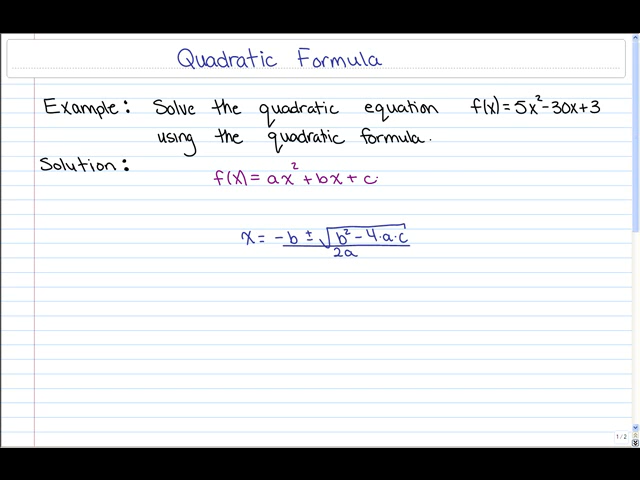 Quadratic Formula
Example: Solve the quadratic equation f(x) = 5x² - 30x + 3
using the quadratic formula.
Solution:
f(x) = ax² + bx + c
x = -b ± √b² - 4·a·c
2a
1/2